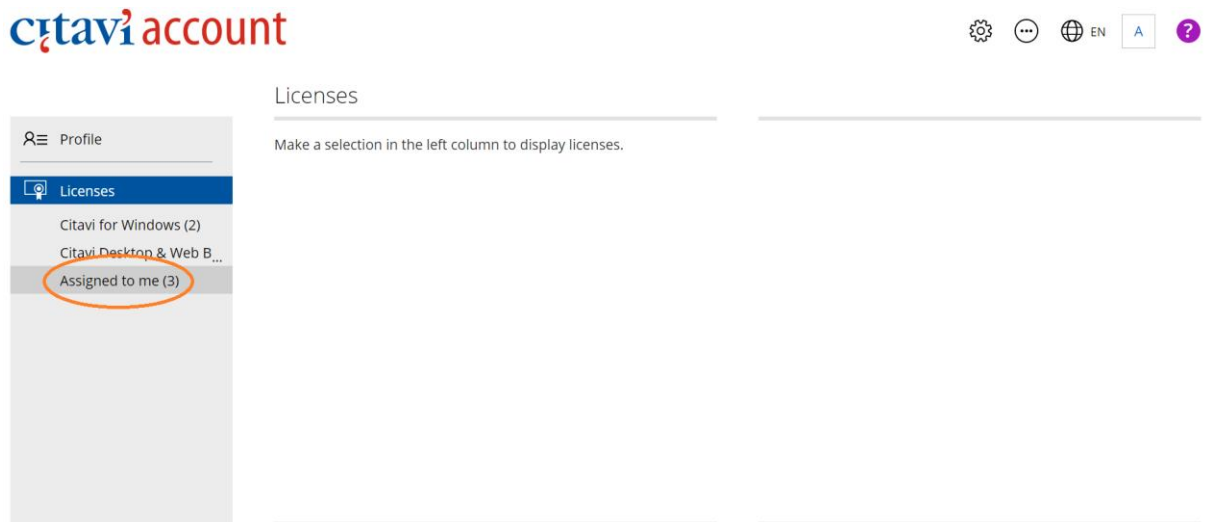 citavi account
EN A ?
Licenses
Profile
Make a selection in the left column to display licenses.
Licenses
Citavi for Windows (2)
Citavi Desktop & Web B...
Assigned to me (3)